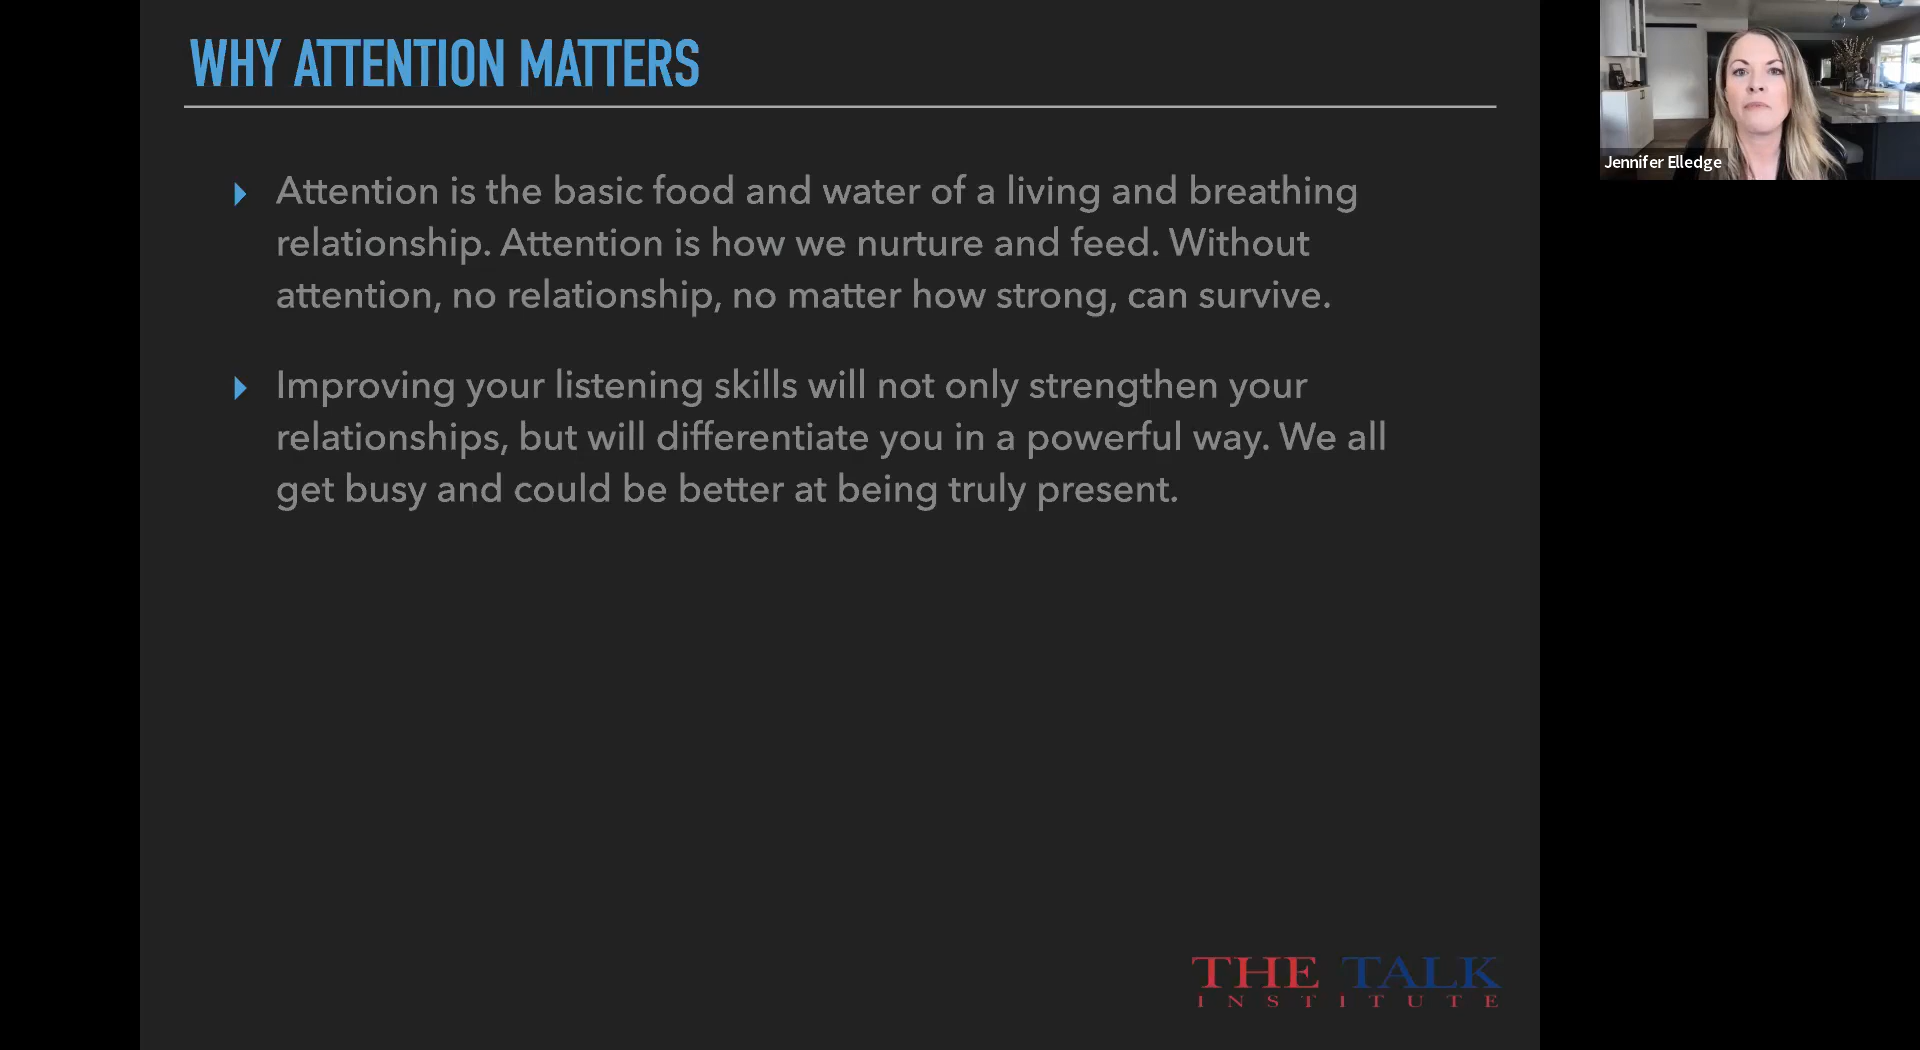 WHY ATTENTION MATTERS
Attention is the basic food and water of a living and breathing
relationship. Attention is how we nurture and feed. Without
attention, no relationship, no matter how strong, can survive.
Improving your listening skills will not only strengthen your
relationships, but will differentiate you in a powerful way. We all
get busy and could be better at being truly present.
THE TALK
INSTITUTE
Jennifer Elledge